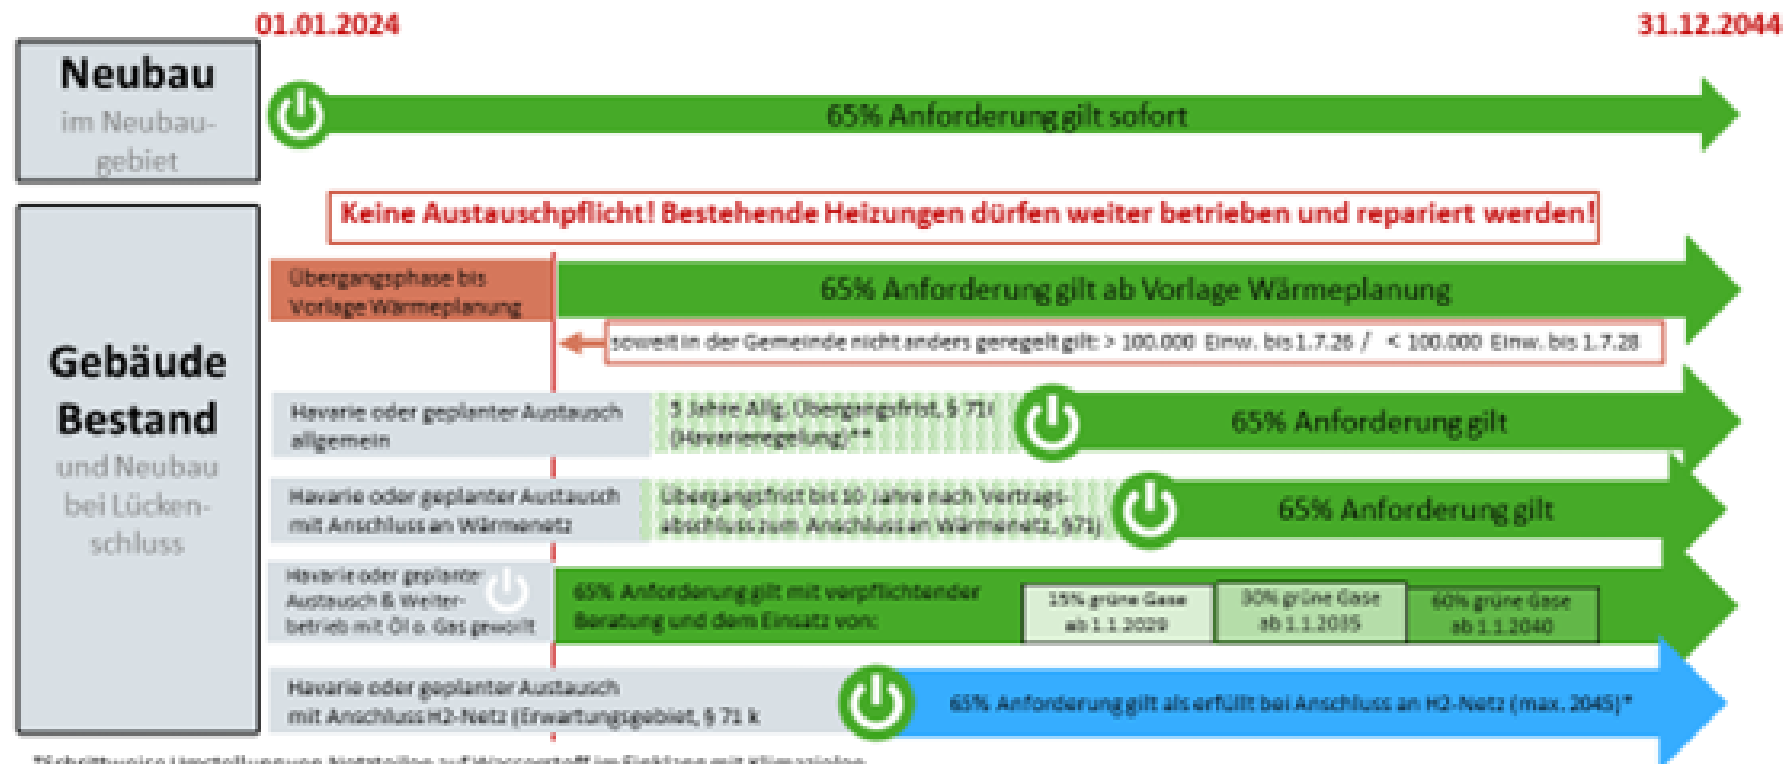 01.01.2024
31.12.2044
Neubau
im Neubau-
gebiet
65% Anforderung gilt sofort
Keine Austauschpflicht! Bestehende Heizungen dürfen weiter betrieben und repariert werden!
Gebäude
Bestand
und Neubau
bei Lücken-
schluss
Übergangsphase bis
Vorlage Wärmeplanung
65% Anforderung gilt ab Vorlage Wärmeplanung
soweit in der Gemeinde nicht anders geregelt gilt: > 100.000 Einw. bis 1.7.26 / < 100.000 Einw. bis 1.7.28
Havarie oder geplanter Austausch
allgemein
5 Jahre Allg. Übergangsfrist, § 71i
(Havarieregelung)**
65% Anforderung gilt
Havarie oder geplanter Austausch
mit Anschluss an Wärmenetz
Übergangsfrist bis 10 Jahre nach Vertrags-
abschluss zum Anschluss an Wärmenetz, §71j
65% Anforderung gilt
Havarie oder geplanter
Austausch & Weiter-
betrieb mit Öl o. Gas gewollt
65% Anforderung gilt mit verpflichtender
Beratung und dem Einsatz von:
15% grüne Gase
ab 1.1.2029
30% grüne Gase
ab 1.1.2035
60% grüne Gase
ab 1.1.2040
Havarie oder geplanter Austausch
mit Anschluss H2-Netz (Erwartungsgebiet, § 71 k
65% Anforderung gilt als erfüllt bei Anschluss an H2-Netz (max. 2045)*